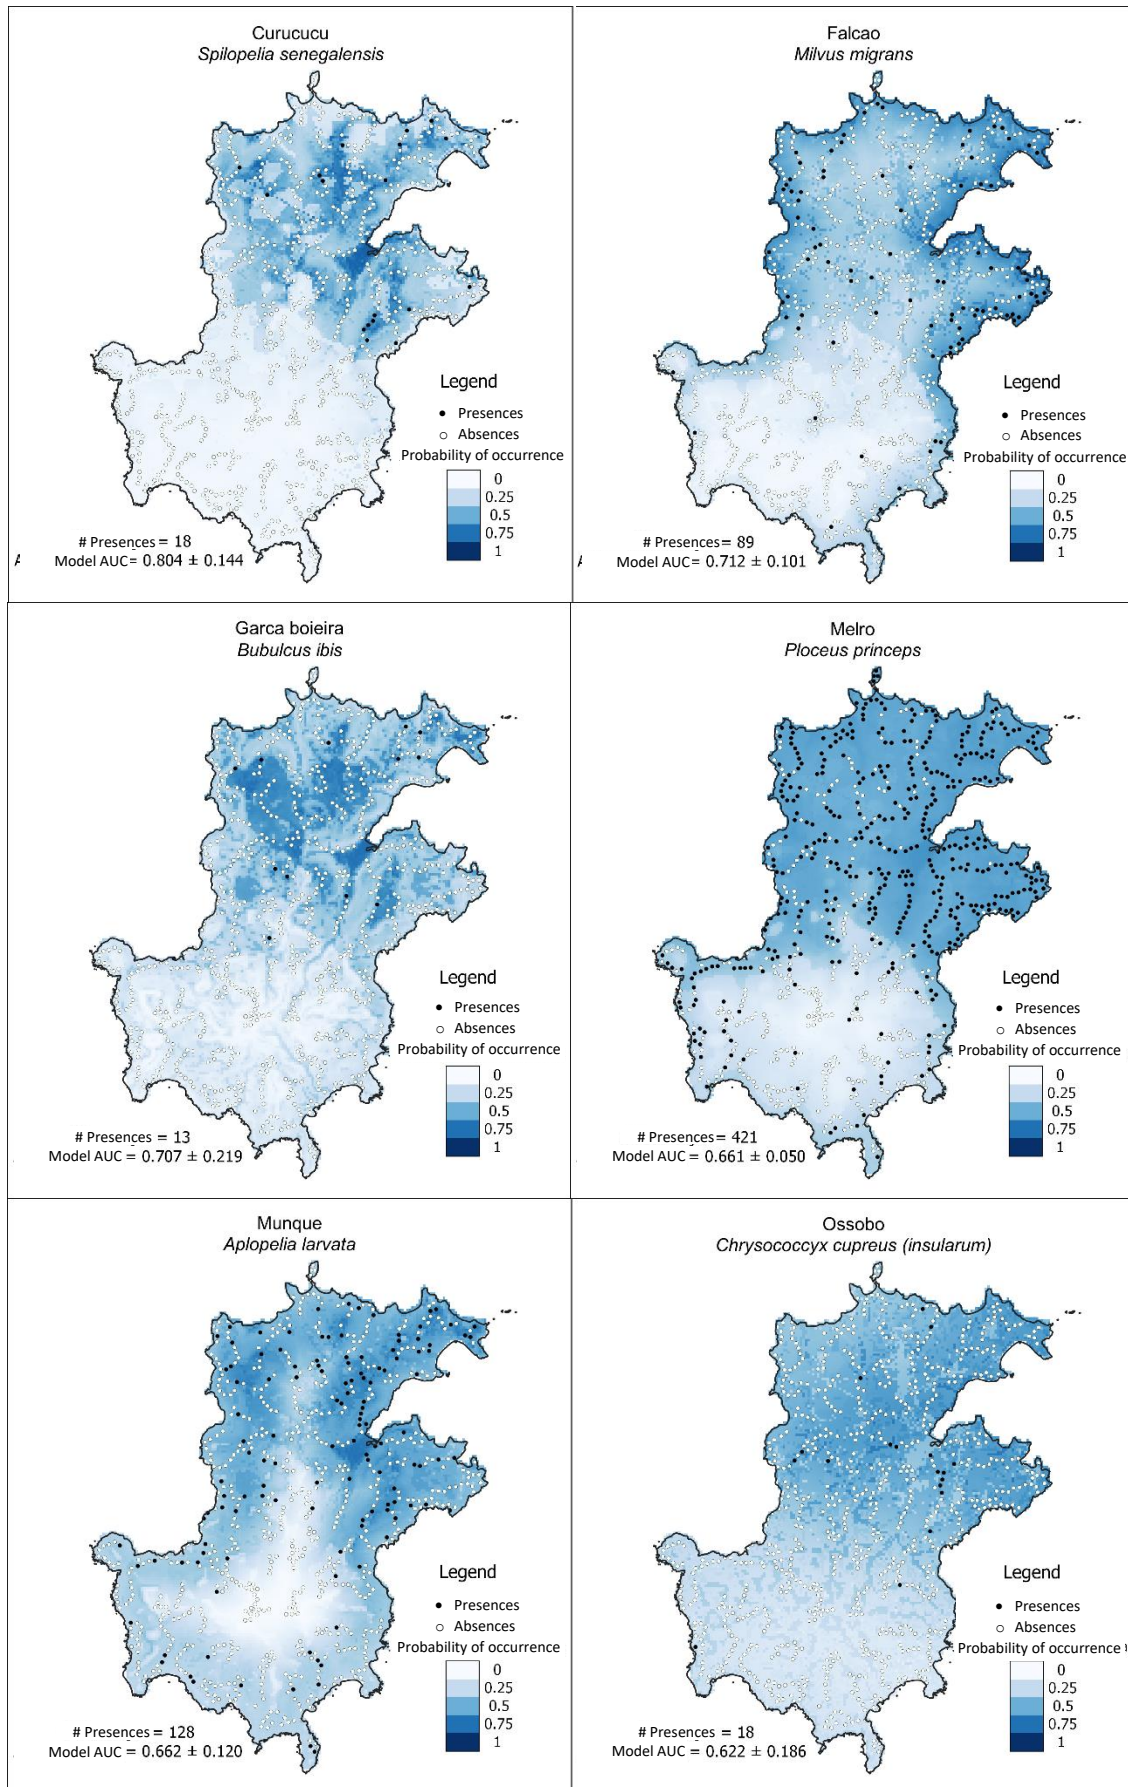 Curucucu
Spilopelia senegalensis
Legend
Presences
Absences
Probability of occurrence
0
0.25
0.5
0.75
1
# Presences = 18
Model AUC= 0.804 ± 0.144
Falcao
Milvus migrans
Legend
Presences
Absences
Probability of occurrence
0
0.25
0.5
0.75
1
# Presences = 89
Model AUC = 0.712 ± 0.101
Garca boieira
Bubulcus ibis
Legend
Presences
Absences
Probability of occurrence
0
0.25
0.5
0.75
1
# Presences = 13
Model AUC = 0.707 ± 0.219
Melro
Ploceus princeps
Legend
Presences
Absences
Probability of occurrence
0
0.25
0.5
0.75
1
# Presences = 421
Model AUC = 0.661 ± 0.050
Munque
Aplopelia larvata
Legend
Presences
Absences
Probability of occurrence
0
0.25
0.5
0.75
1
# Presences = 128
Model AUC = 0.662 ± 0.120
Ossobo
Chrysococcyx cupreus (insularum)
Legend
Presences
Absences
Probability of occurrence
0
0.25
0.5
0.75
1
# Presences = 18
Model AUC = 0.622 ± 0.186